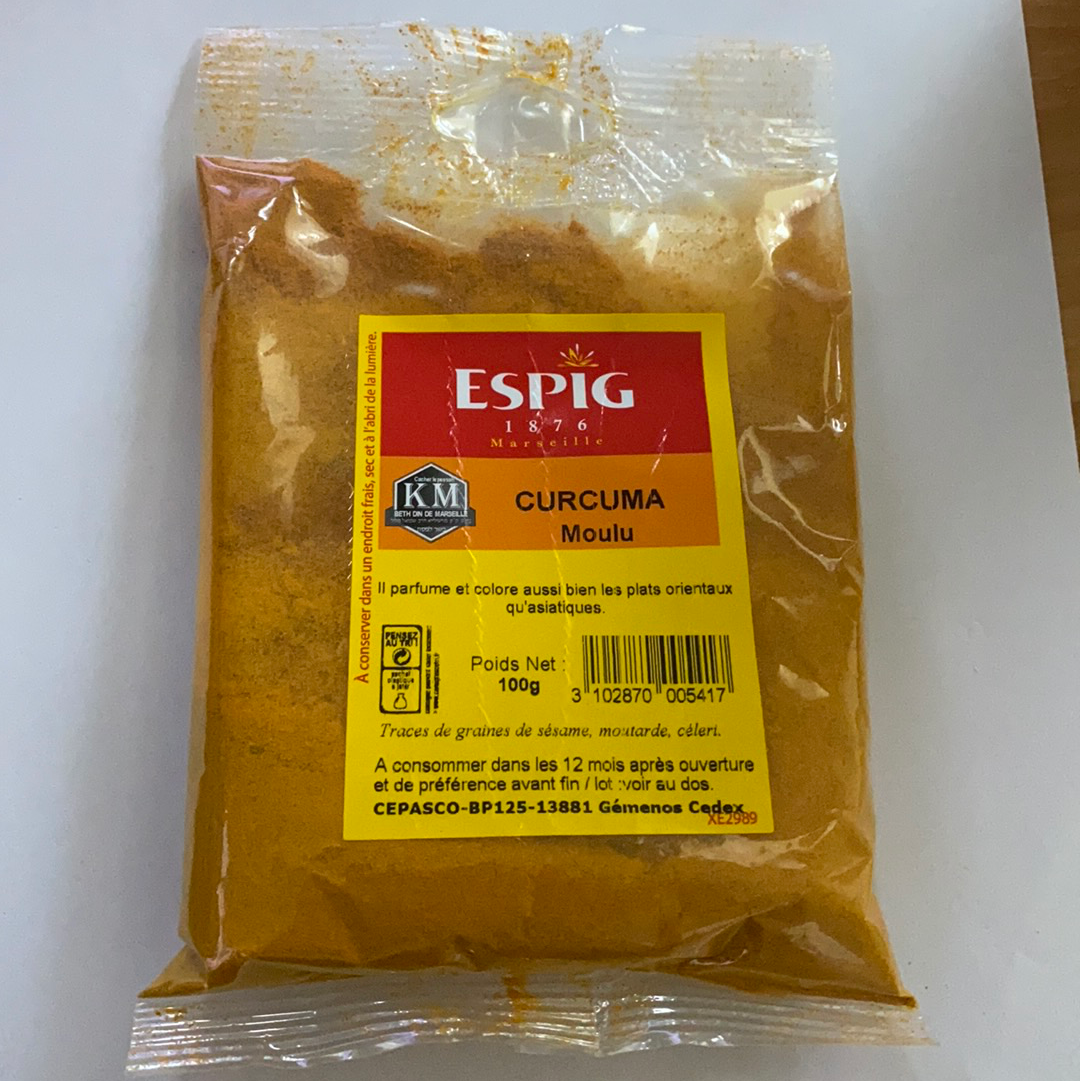 À conserver dans un endroit frais, sec et à l'abri de la lumière.
ESPIG
1876
Marseille
KM
BETH DIN DE MARSEILLE
CURCUMA
Moulu
Il parfume et colore aussi bien les plats orientaux
qu'asiatiques.
PENSEZ
AU TRI !
Poids Net :
100g
3 102870 005417
Traces de graines de sésame, moutarde, céleri.
A consommer dans les 12 mois après ouverture
et de préférence avant fin / lot :voir au dos.
CEPASCO-BP125-13881 Gémenos Cedex
XE2989